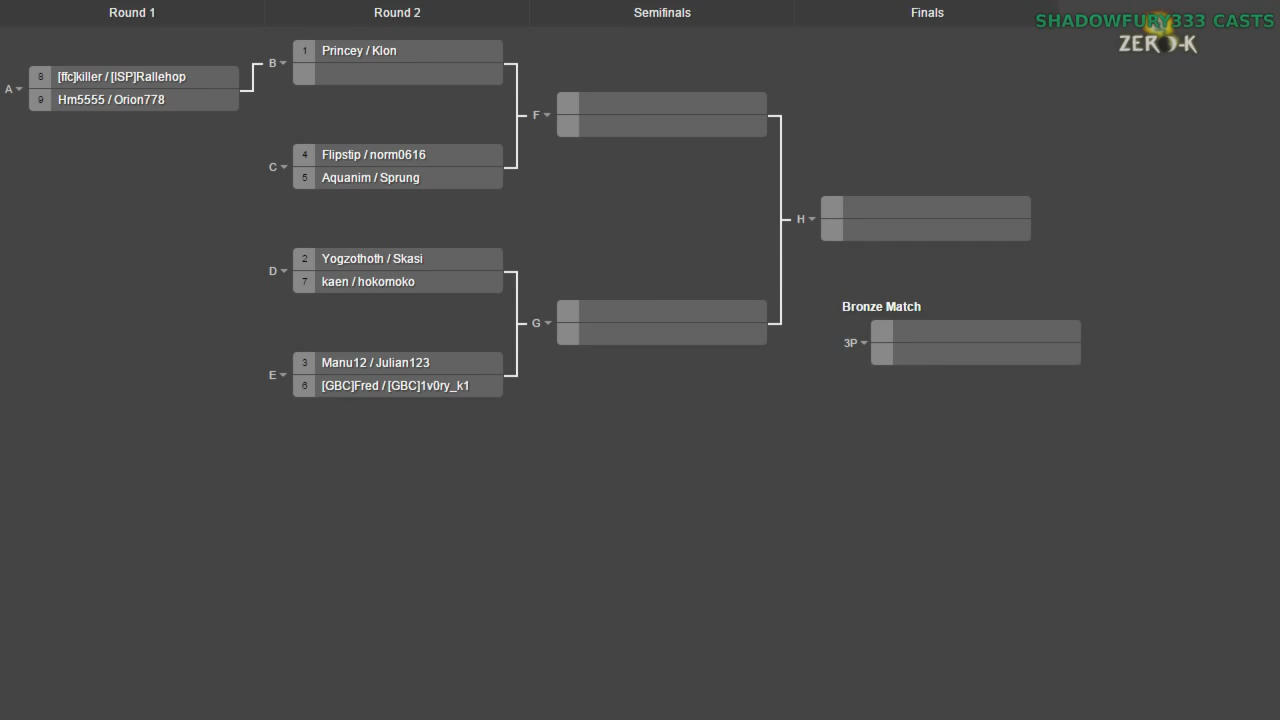 Round 1
Round 2
Semifinals
Finals
SHADOWFURY333 CASTS
ZERO-K
A
8 [ffc]killer / [ISP]Rallehop
9 Hm5555 / Orion778
B
1 Princey / Klon
C
4 Flipstip / norm0616
5 Aquanim / Sprung
D
2 Yogzothoth / Skasi
7 kaen / hokomoko
E
3 Manu12 / Julian123
6 [GBC]Fred / [GBC]1v0ry_k1
F
G
H
Bronze Match
3P